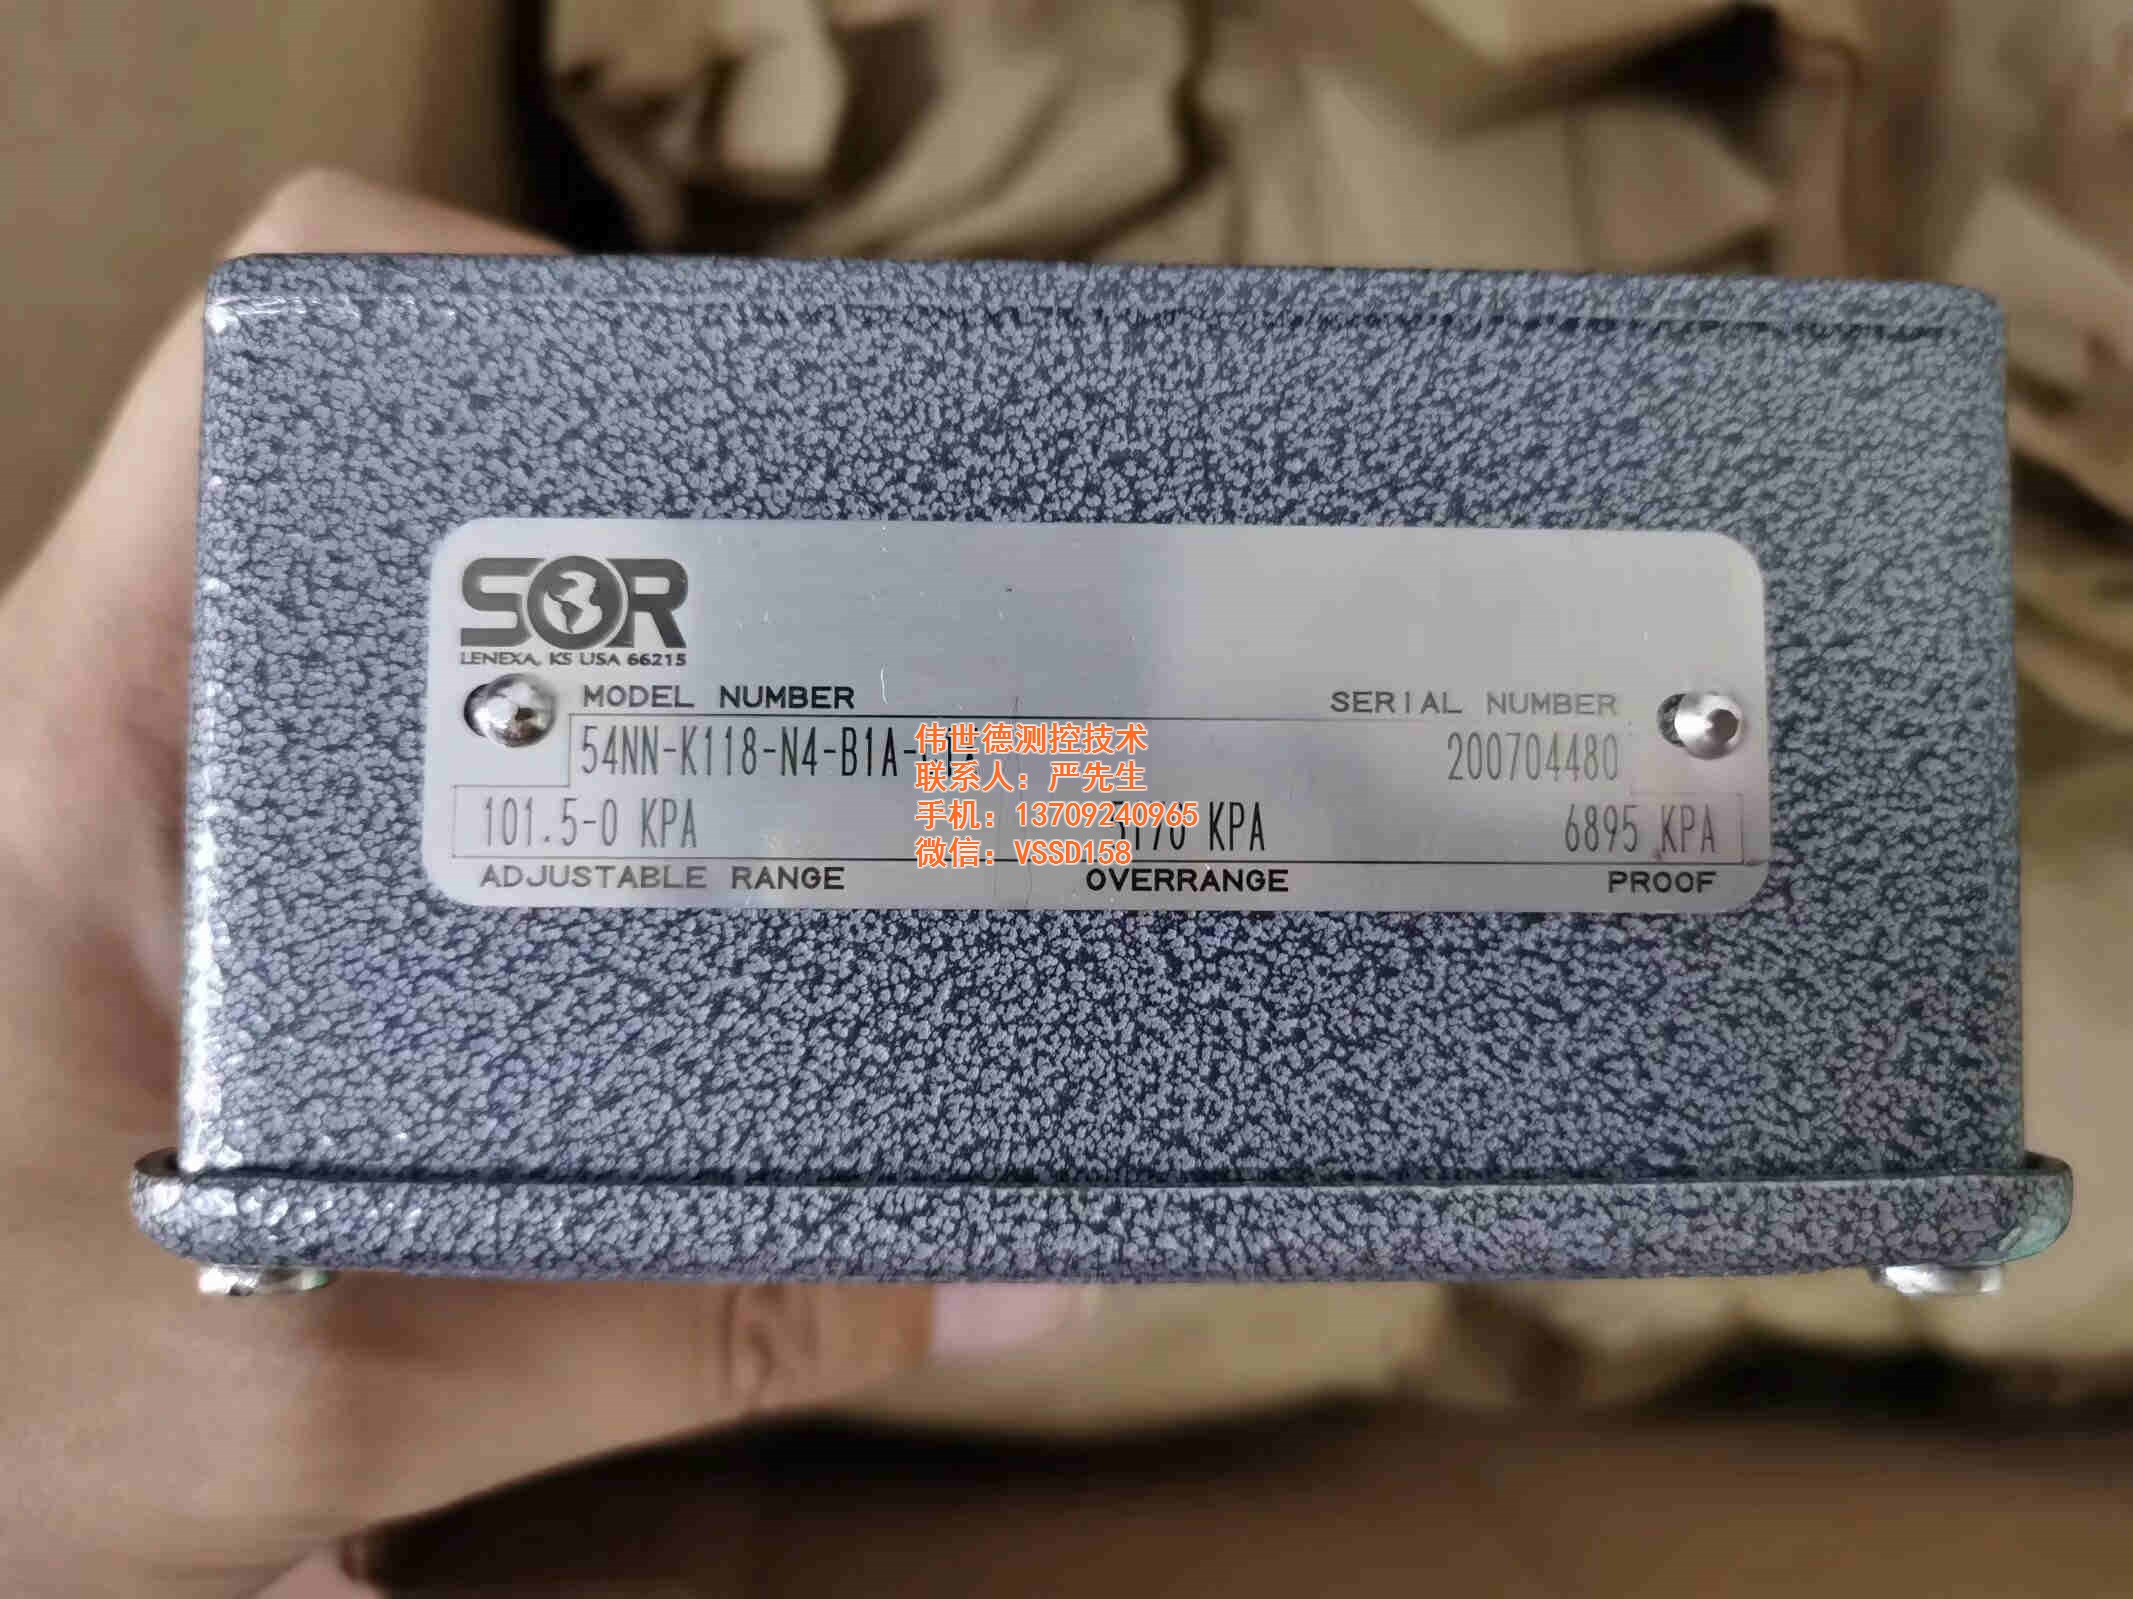 SOR
LENEXA, KS USA 66215
MODEL NUMBER
SERIAL NUMBER
54NN-K118-N4-B1A-
200704480
101.5-0 KPA
KPA
6895 KPA
ADJUSTABLE RANGE
OVERRANGE
PROOF
伟世德测控技术
联系人：严先生
手机：13709240965
微信：VSSD158